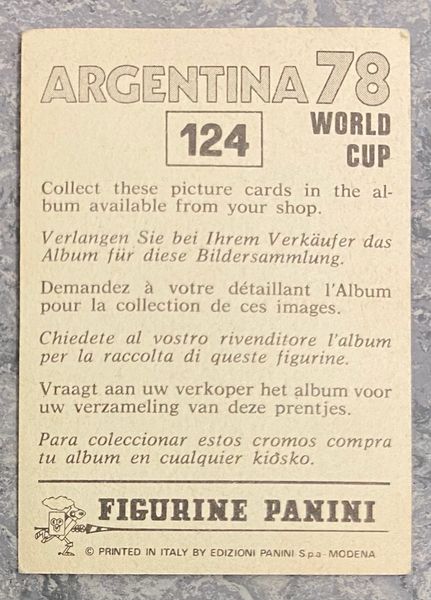 ARGENTINA 78
124
WORLD
CUP
Collect these picture cards in the al-
bum available from your shop.
Verlangen Sie bei Ihrem Verkäufer das
Album für diese Bildersammlung.
Demandez à votre détaillant l'Album
pour la collection de ces images.
Chiedete al vostro rivenditore l'album
per la raccolta di queste figurine.
Vraagt aan uw verkoper het album voor
uw verzameling van deze prentjes.
Para coleccionar estos cromos compra
tu album en cualquier kiósko.
FIGURINE PANINI
© PRINTED IN ITALY BY EDIZIONI PANINI S.p.a - MODENA